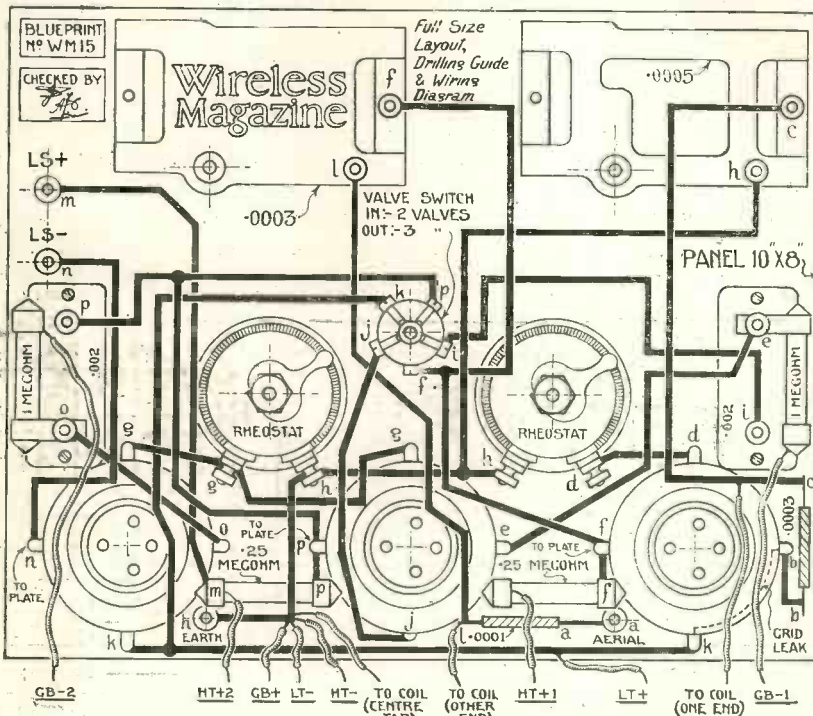 BLUEPRINT
Nº WM15
CHECKED BY
Wireless
Magazine
Full Size
Layout,
Drilling Guide
& Wiring
Diagram
f
·0005
c
LS+
m
l
h
·0003
VALVE SWITCH
IN:- 2 VALVES
OUT:- 3 "
LS-
n
PANEL 10"X8"
p
k
p
j
i
e
1 MEGOHM
·002
f
·002
1 MEGOHM
RHEOSTAT
RHEOSTAT
i
o
g
g
d
g
h
h
d
c
·0003
n
o
TO
PLATE
p
e
TO PLATE
f
b
TO
PLATE
·25
MEGOHM
·25 MEGOHM
m
p
f
b
h
EARTH
j
l
·0001
a
a
AERIAL
GRID
LEAK
k
k
GB-2
HT+2
GB+
LT-
HT-
TO COIL
(CENTRE
TAP)
TO COIL
(OTHER
END)
HT+1
LT+
TO COIL
(ONE END)
GB-1